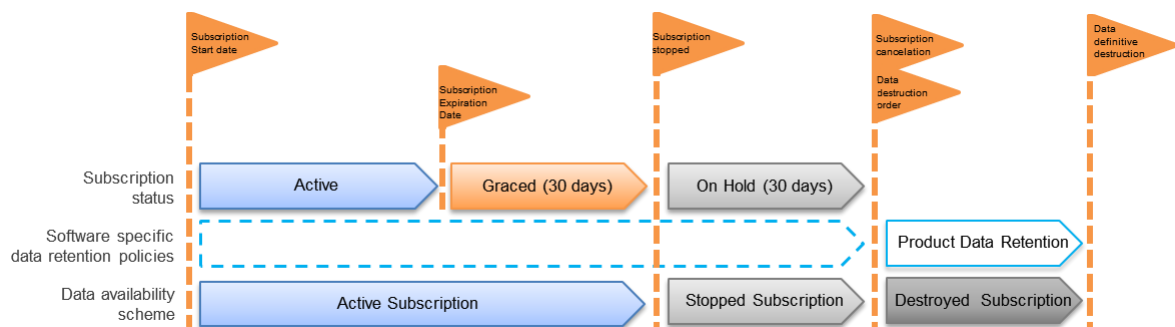 Subscription
Start date
Subscription
Expiration
Date
Subscription
stopped
Subscription
cancelation
Data
destruction
order
Data
definitive
destruction
Subscription
status
Active
Graced (30 days)
On Hold (30 days)
Software specific
data retention policies
Product Data Retention
Data availability
scheme
Active Subscription
Stopped Subscription
Destroyed Subscription